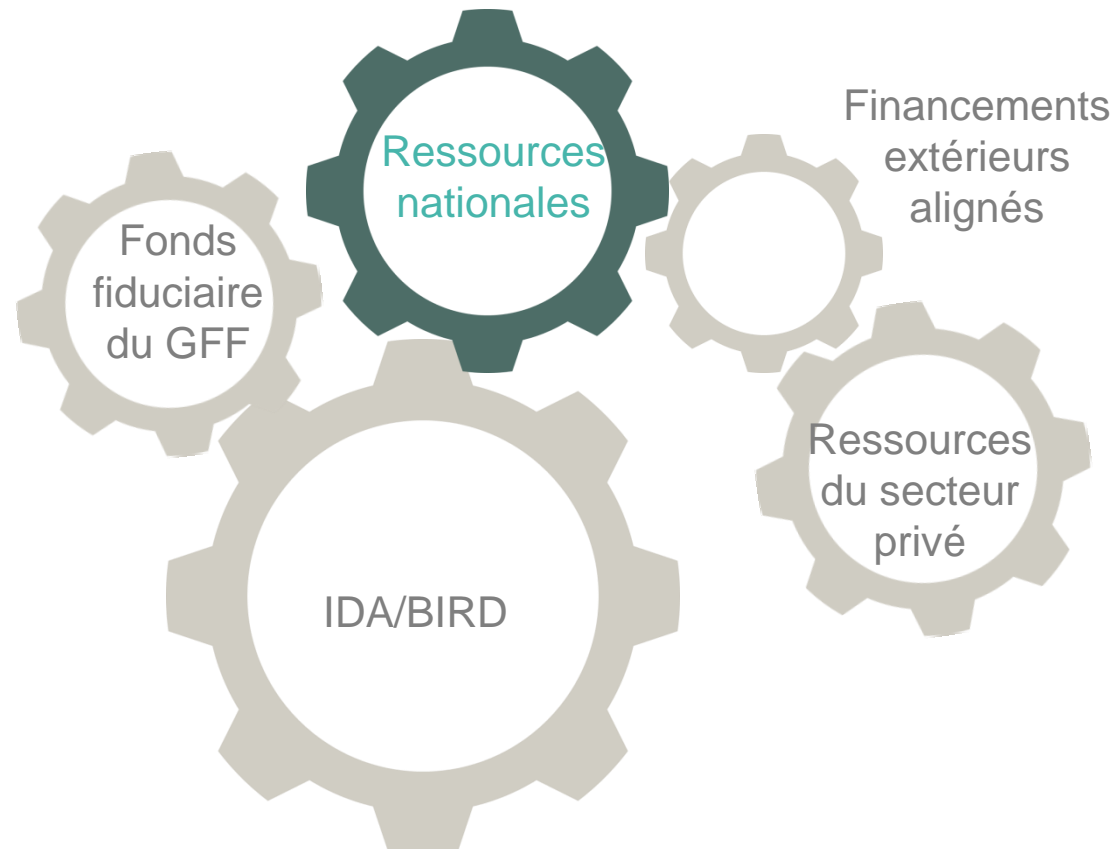 Ressources
nationales
Financements
extérieurs
alignés
Fonds
fiduciaire
du GFF
Ressources
du secteur
privé
IDA/BIRD